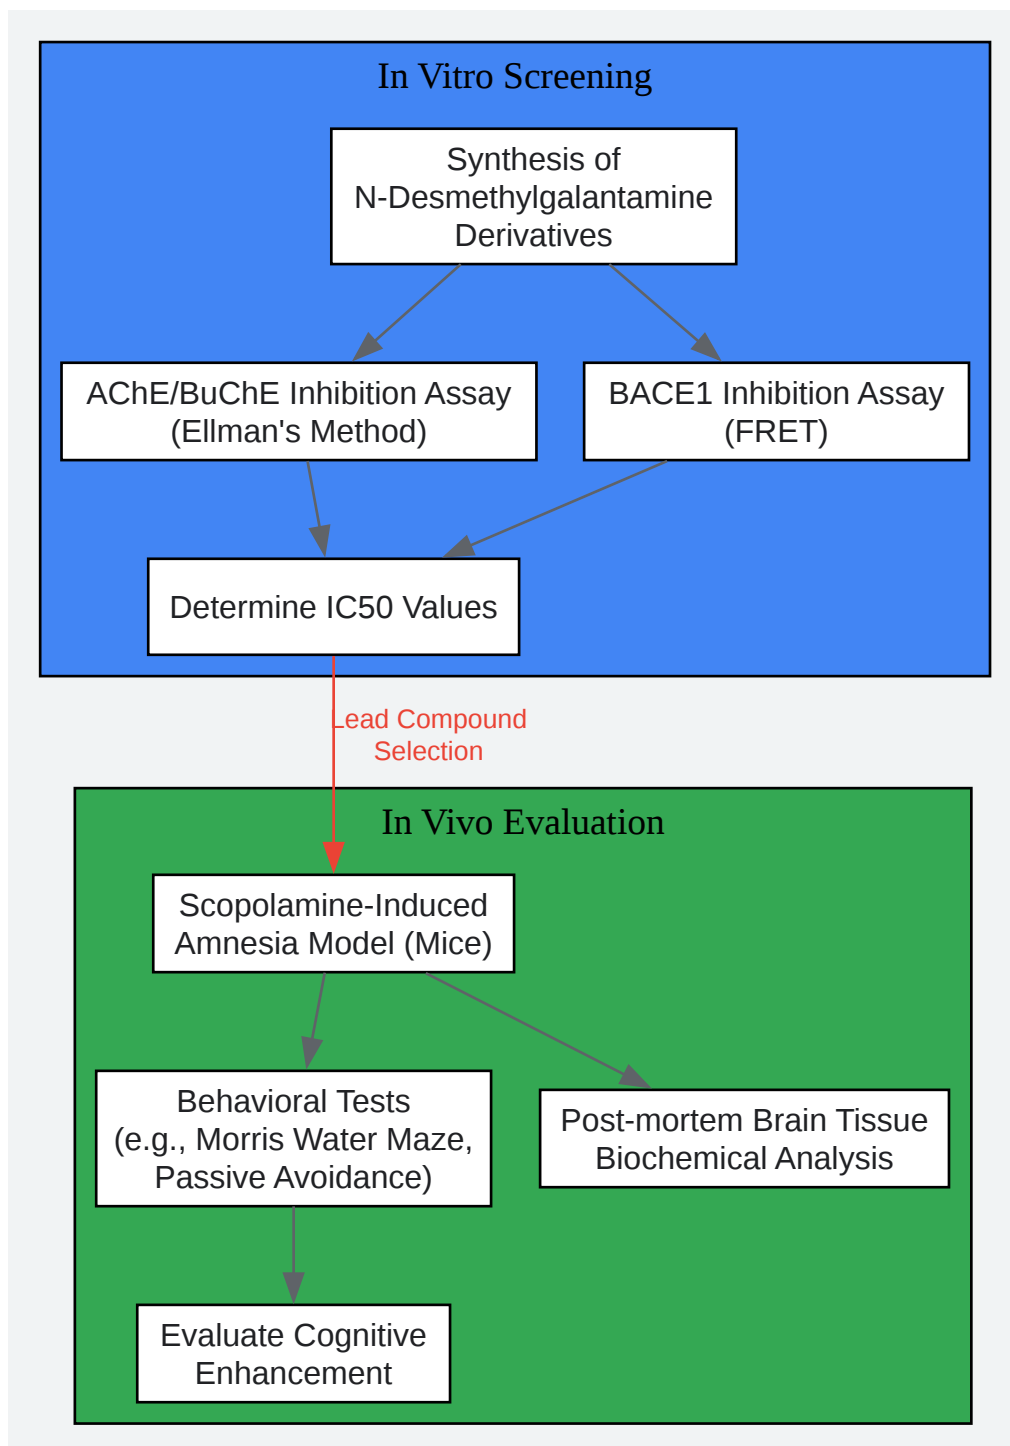 In Vitro Screening
Synthesis of
N-Desmethylgalantamine
Derivatives
AChE/BuChE Inhibition Assay
(Ellman's Method)
BACE1 Inhibition Assay
(FRET)
Determine IC50 Values
Lead Compound
Selection
In Vivo Evaluation
Scopolamine-Induced
Amnesia Model (Mice)
Behavioral Tests
(e.g., Morris Water Maze,
Passive Avoidance)
Post-mortem Brain Tissue
Biochemical Analysis
Evaluate Cognitive
Enhancement